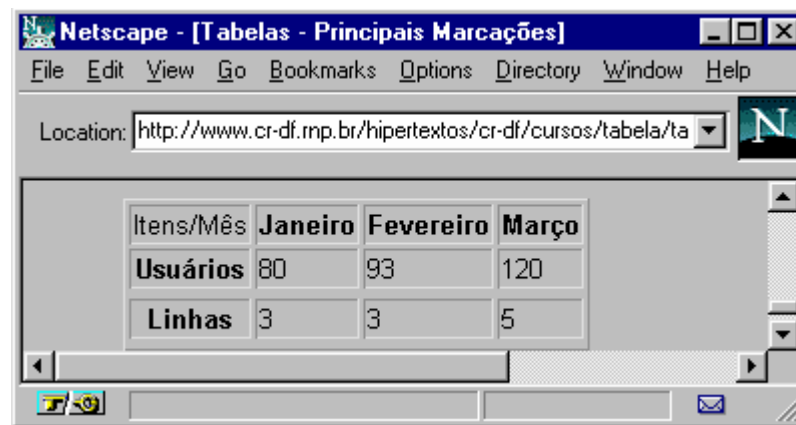 Netscape - [Tabelas - Principais Marcações]
File Edit View Go Bookmarks Options Directory Window Help
Location: http://www.cr-df.rnp.br/hipertextos/cr-df/cursos/tabela/ta
N
Itens/Mês Janeiro Fevereiro Março
Usuários 80 93 120
Linhas 3 3 5